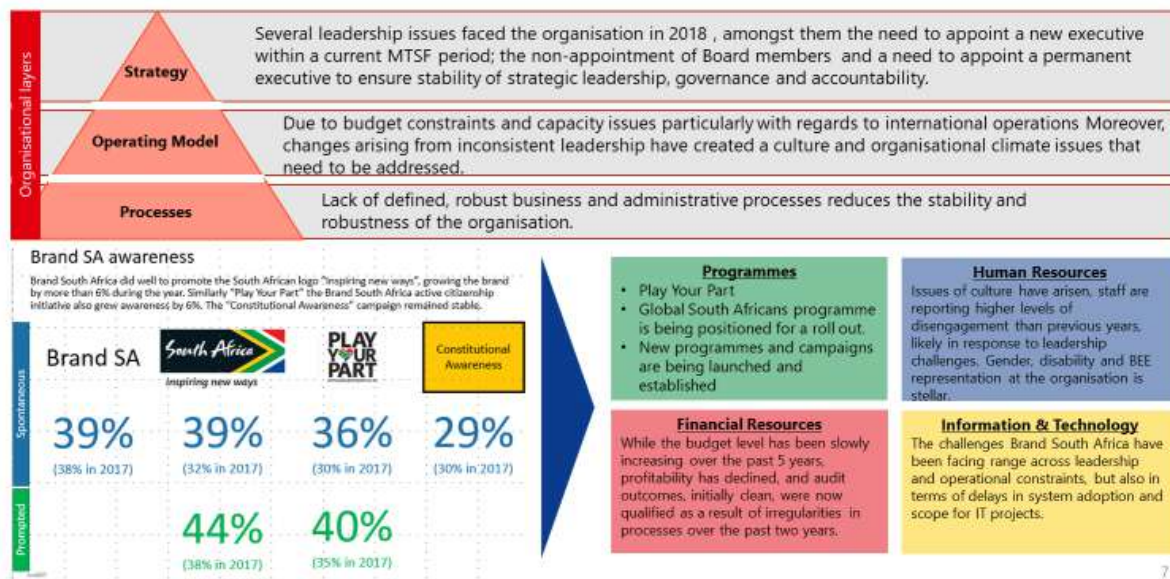 Organisational layers
Strategy
Several leadership issues faced the organisation in 2018 , amongst them the need to appoint a new executive
within a current MTSF period; the non-appointment of Board members and a need to appoint a permanent
executive to ensure stability of strategic leadership, governance and accountability.
Operating Model
Due to budget constraints and capacity issues particularly with regards to international operations Moreover,
changes arising from inconsistent leadership have created a culture and organisational climate issues that
need to be addressed.
Processes
Lack of defined, robust business and administrative processes reduces the stability and
robustness of the organisation.
Brand SA awareness
Brand South Africa did well to promote the South African logo "Inspiring new ways", growing the brand
by more than 6% during the year. Similarly "Play Your Part" the Brand South Africa active citizenship
initiative also grew awareness by 6%. The "Constitutional Awareness" campaign remained stable.
Spontaneous
Brand SA
South Africa
Inspiring new ways
PLAY
YOUR
PART
Constitutional
Awareness
39%
39%
36%
29%
(38% in 2017)
(32% in 2017)
(30% in 2017)
(30% in 2017)
Prompted
44%
40%
(38% in 2017)
(35% in 2017)
Programmes
• Play Your Part
• Global South Africans programme
is being positioned for a roll out.
• New programmes and campaigns
are being launched and
established
Human Resources
Issues of culture have arisen, staff are
reporting higher levels of
disengagement than previous years,
likely in response to leadership
challenges. Gender, disability and BEE
representation at the organisation is
stellar.
Financial Resources
While the budget level has been slowly
increasing over the past 5 years,
profitability has declined, and audit
outcomes, initially clean, were now
qualified as a result of irregularities in
processes over the past two years.
Information & Technology
The challenges Brand South Africa have
been facing range across leadership
and operational constraints, but also in
terms of delays in system adoption and
scope for IT projects.
7